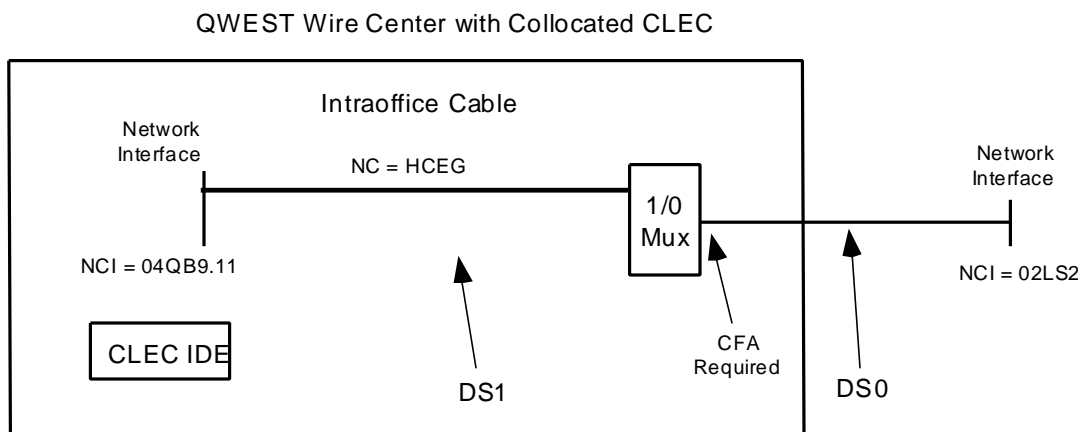 QWEST Wire Center with Collocated CLEC
Intraoffice Cable
Network
Interface
NC = HCEG
1/0
Mux
Network
Interface
NCI = 04QB9.11
NCI = 02LS2
CLEC IDE
CFA
Required
DS1
DS0